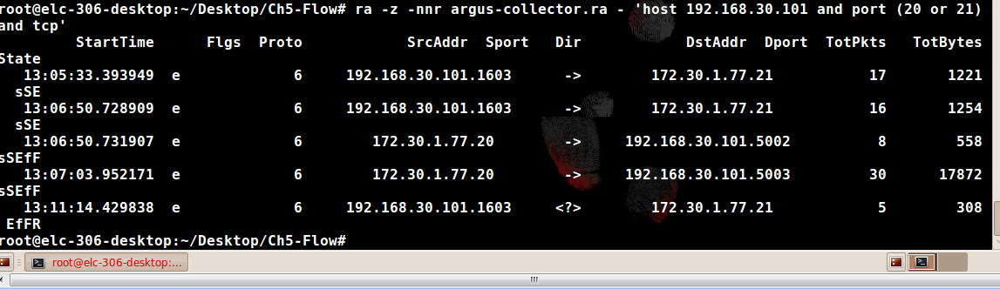 root@elc-306-desktop:~/Desktop/Ch5-Flow# ra -z -nnr argus-collector.ra - 'host 192.168.30.101 and port (20 or 21)
and tcp'
StartTime Flgs Proto SrcAddr Sport Dir DstAddr Dport TotPkts TotBytes
State
13:05:33.393949 e 6 192.168.30.101.1603 -> 172.30.1.77.21 17 1221
sSE
13:06:50.728909 e 6 192.168.30.101.1603 -> 172.30.1.77.21 16 1254
sSE
13:06:50.731907 e 6 172.30.1.77.20 -> 192.168.30.101.5002 8 558
sSEfF
13:07:03.952171 e 6 172.30.1.77.20 -> 192.168.30.101.5003 30 17872
sSEfF
13:11:14.429838 e 6 192.168.30.101.1603 <?> 172.30.1.77.21 5 308
EfFR
root@elc-306-desktop:~/Desktop/Ch5-Flow#
root@elc-306-desktop:...